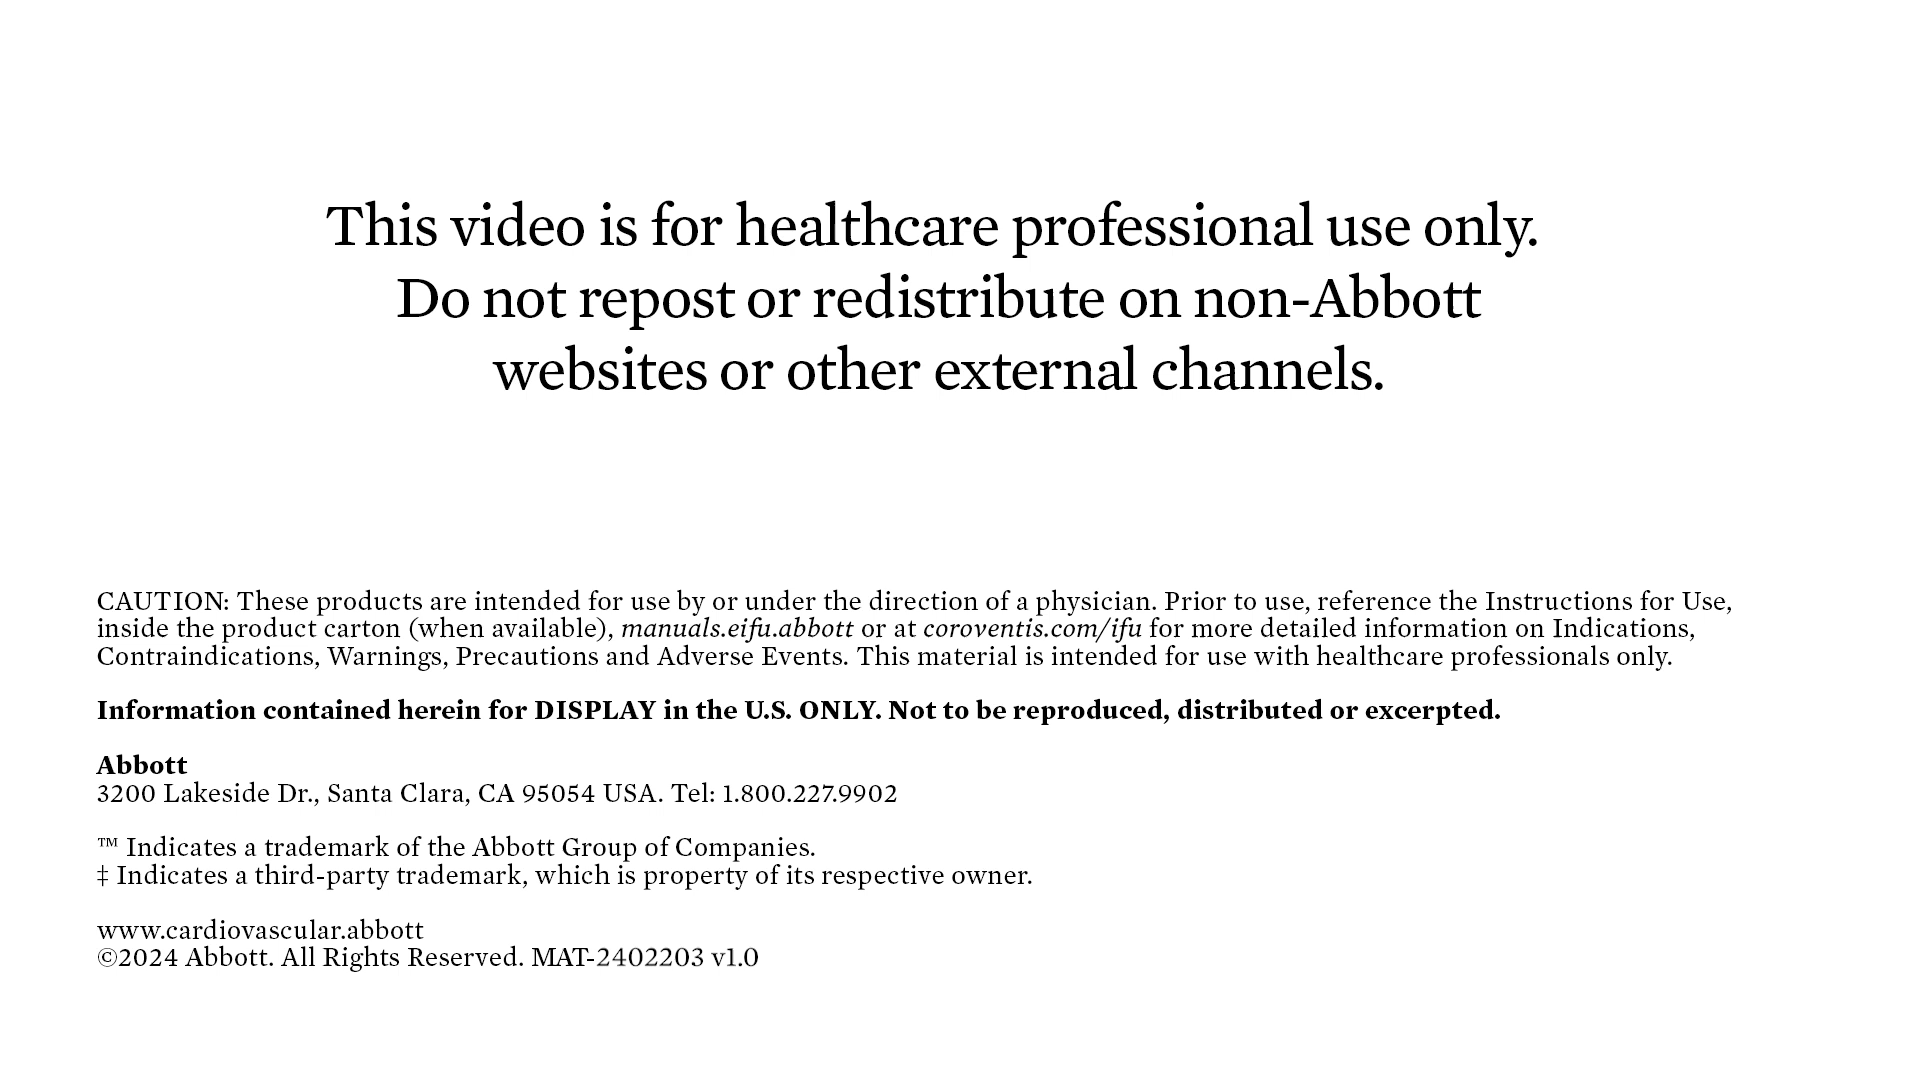 This video is for healthcare professional use only.
Do not repost or redistribute on non-Abbott
websites or other external channels.
CAUTION: These products are intended for use by or under the direction of a physician. Prior to use, reference the Instructions for Use,
inside the product carton (when available), manuals.eifu.abbott or at coroventis.com/ifu for more detailed information on Indications,
Contraindications, Warnings, Precautions and Adverse Events. This material is intended for use with healthcare professionals only.
Information contained herein for DISPLAY in the U.S. ONLY. Not to be reproduced, distributed or excerpted.
Abbott
3200 Lakeside Dr., Santa Clara, CA 95054 USA. Tel: 1.800.227.9902
™ Indicates a trademark of the Abbott Group of Companies.
‡ Indicates a third-party trademark, which is property of its respective owner.
www.cardiovascular.abbott
©2024 Abbott. All Rights Reserved. MAT-2402203 v1.0